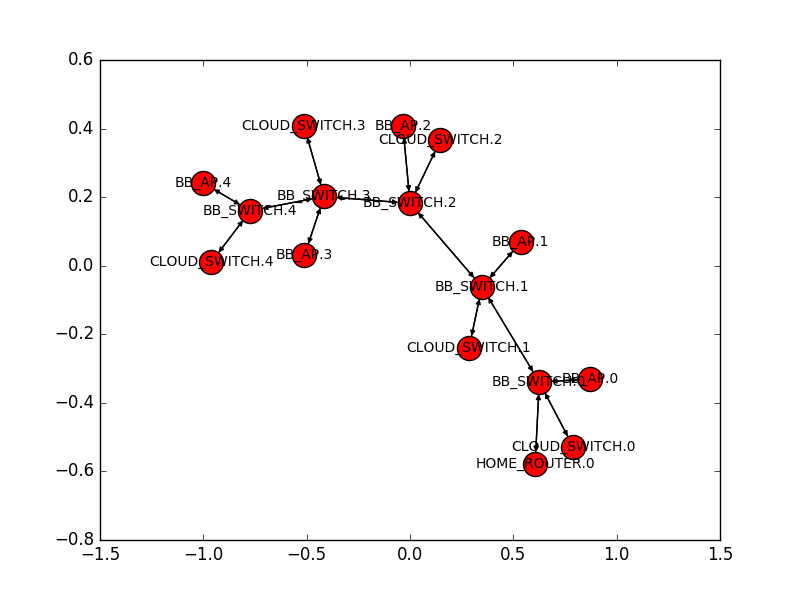 0.6
0.4
0.2
0.0
−0.2
−0.4
−0.6
−0.8
−1.5
−1.0
−0.5
0.0
0.5
1.0
1.5
CLOUD_SWITCH.3
BB_AP.2
CLOUD_SWITCH.2
BB_AP.4
BB_SWITCH.3
BB_SWITCH.4
BB_SWITCH.2
BB_AP.1
BB_AP.3
CLOUD_SWITCH.4
BB_SWITCH.1
CLOUD_SWITCH.1
BB_SWITCH.0
BB_AP.0
CLOUD_SWITCH.0
HOME_ROUTER.0